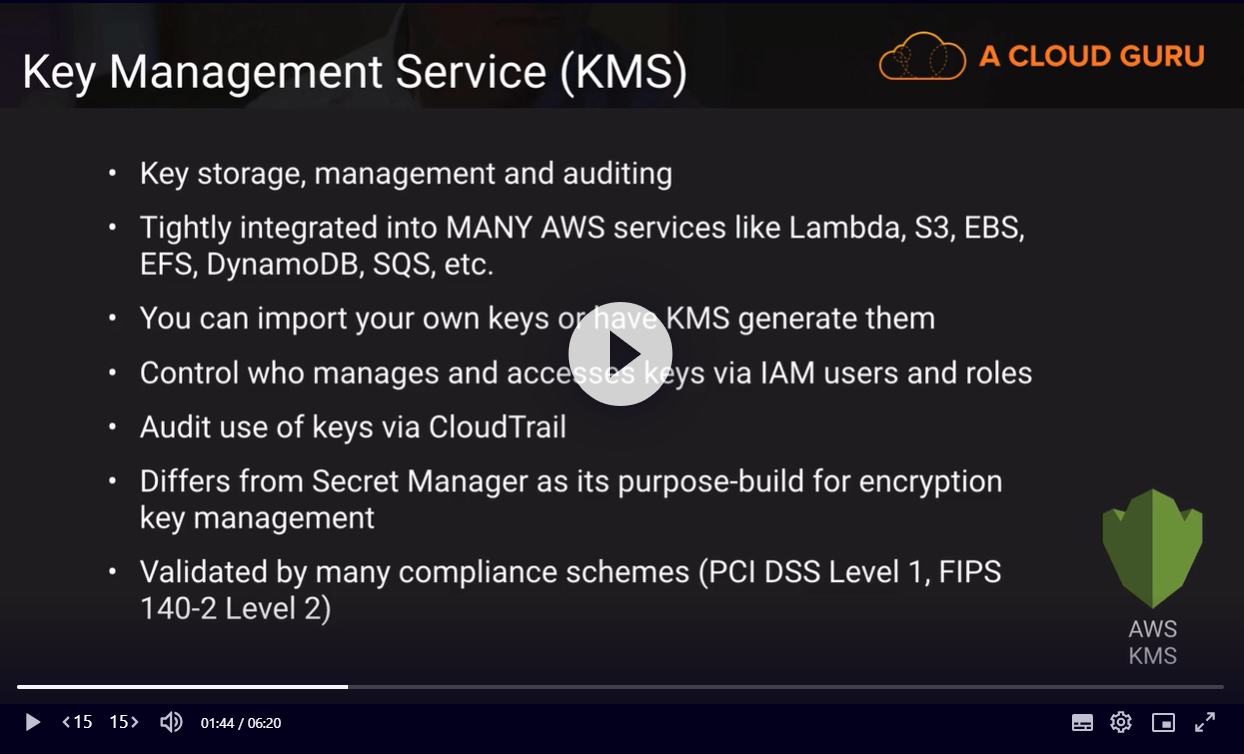 Key Management Service (KMS)
A CLOUD GURU
• Key storage, management and auditing
• Tightly integrated into MANY AWS services like Lambda, S3, EBS,
EFS, DynamoDB, SQS, etc.
• You can import your own keys or have KMS generate them
• Control who manages and accesses keys via IAM users and roles
• Audit use of keys via CloudTrail
• Differs from Secret Manager as its purpose-build for encryption
key management
• Validated by many compliance schemes (PCI DSS Level 1, FIPS
140-2 Level 2)
AWS
KMS
<15 15> 01:44 / 06:20